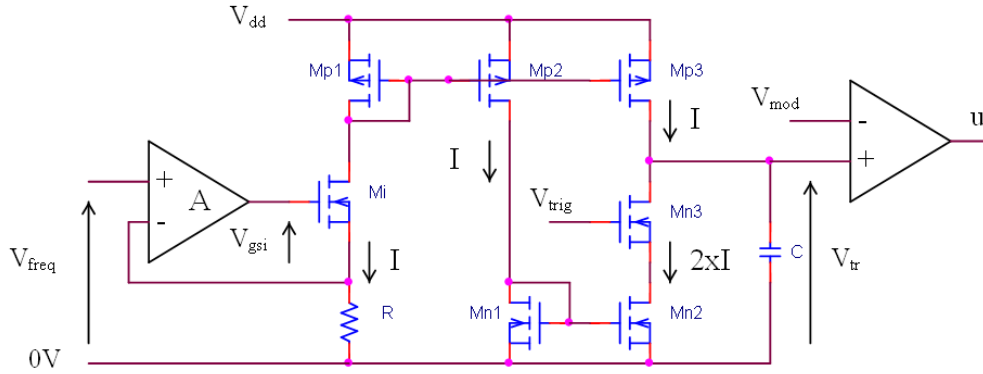 Vdd
Mp1
Mp2
Mp3
I
Vmod
-
u
+
I
+
A
-
Mi
Vgsi
Vtrig
Mn3
Vfreq
I
2xI
C
Vtr
R
Mn1
Mn2
0V